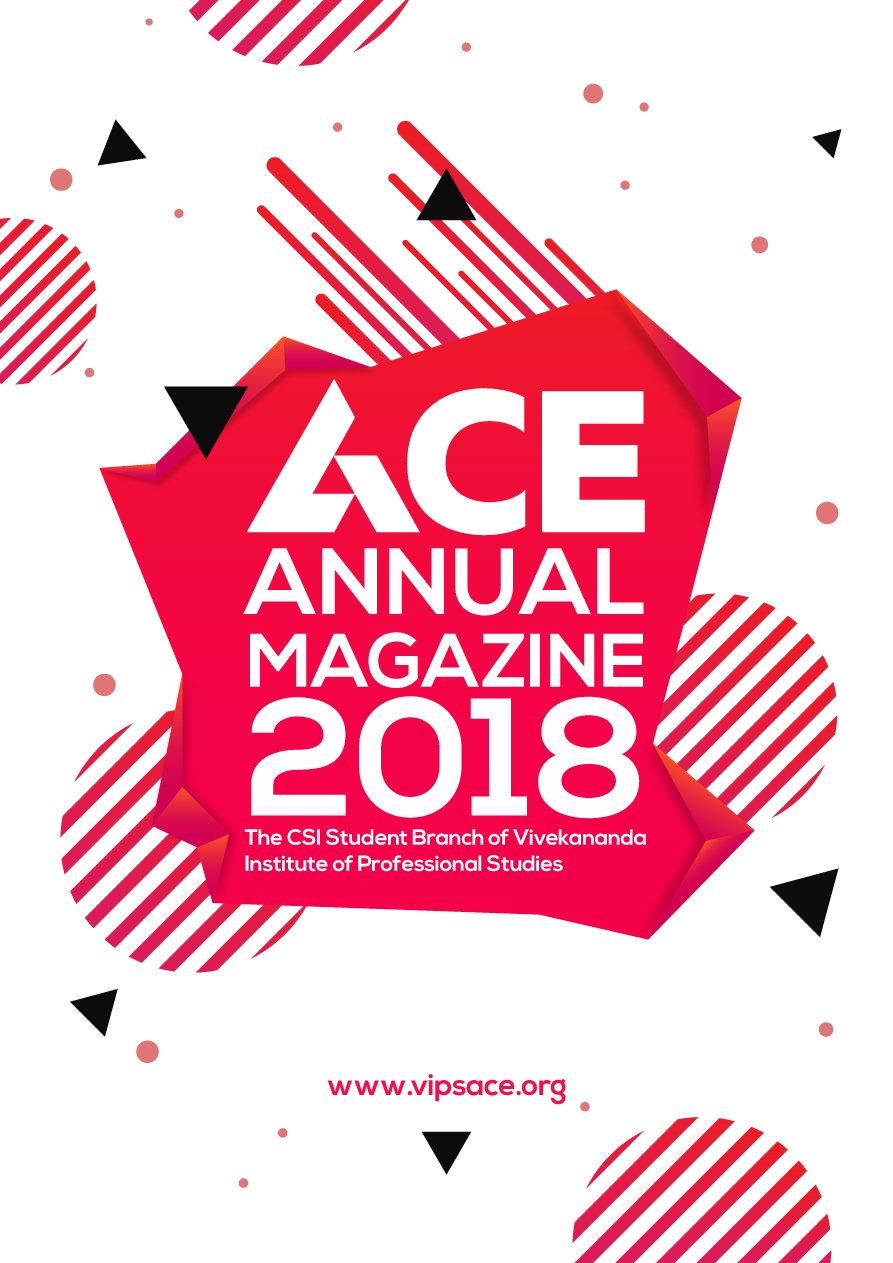 ACE
ANNUAL
MAGAZINE
2018
The CSI Student Branch of Vivekananda
Institute of Professional Studies
www.vipsace.org